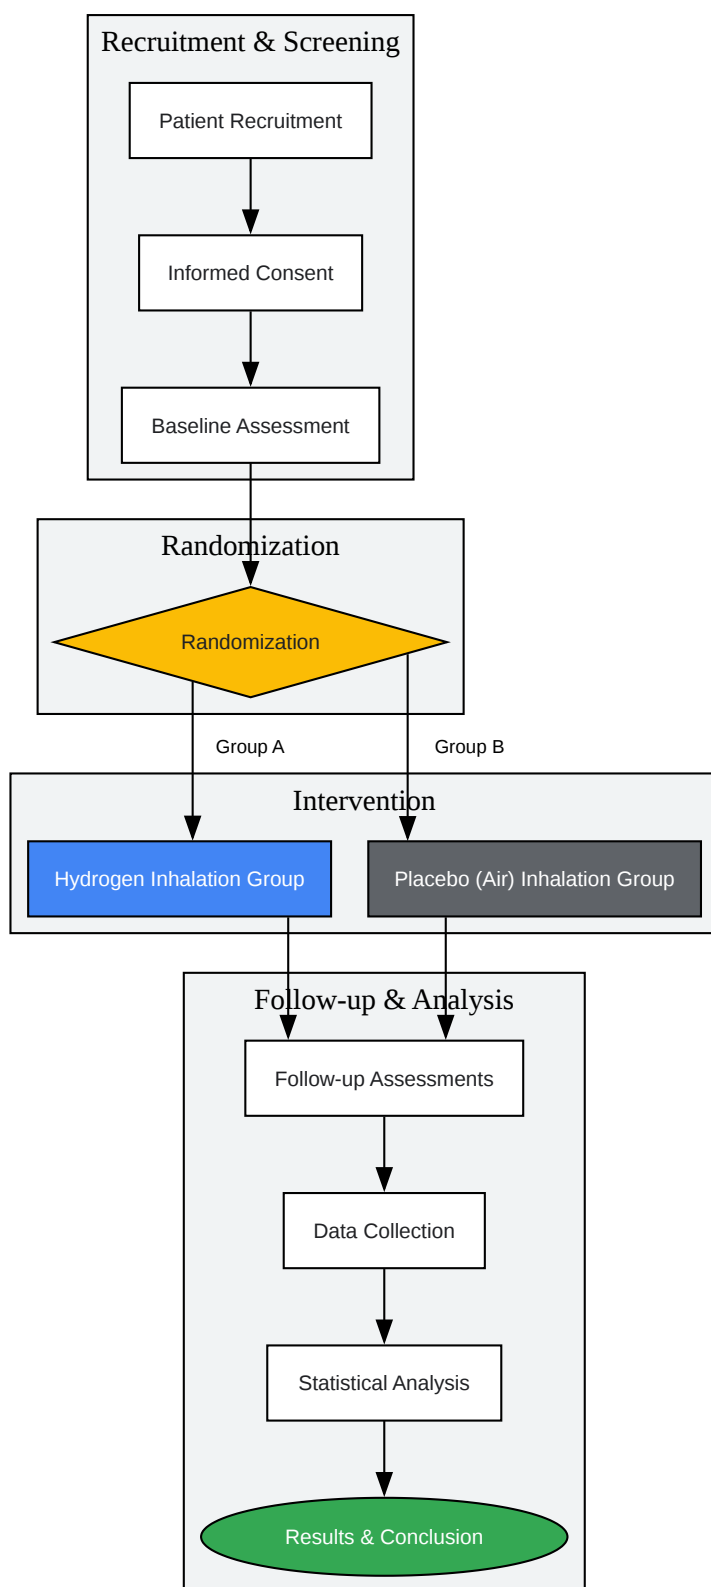 Recruitment & Screening
Patient Recruitment
Informed Consent
Baseline Assessment
Randomization
Randomization
Group A
Group B
Intervention
Hydrogen Inhalation Group
Placebo (Air) Inhalation Group
Follow-up & Analysis
Follow-up Assessments
Data Collection
Statistical Analysis
Results & Conclusion